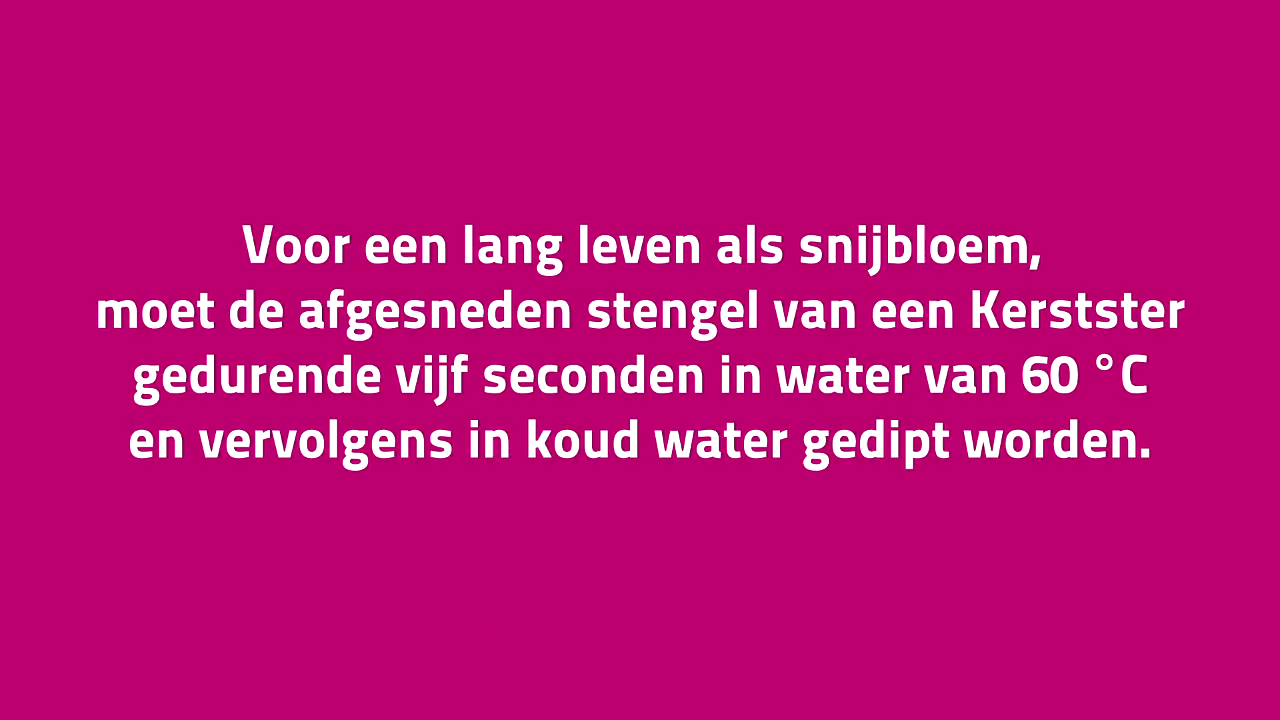 Voor een lang leven als snijbloem,
moet de afgesneden stengel van een Kerstster
gedurende vijf seconden in water van 60 °C
en vervolgens in koud water gedipt worden.